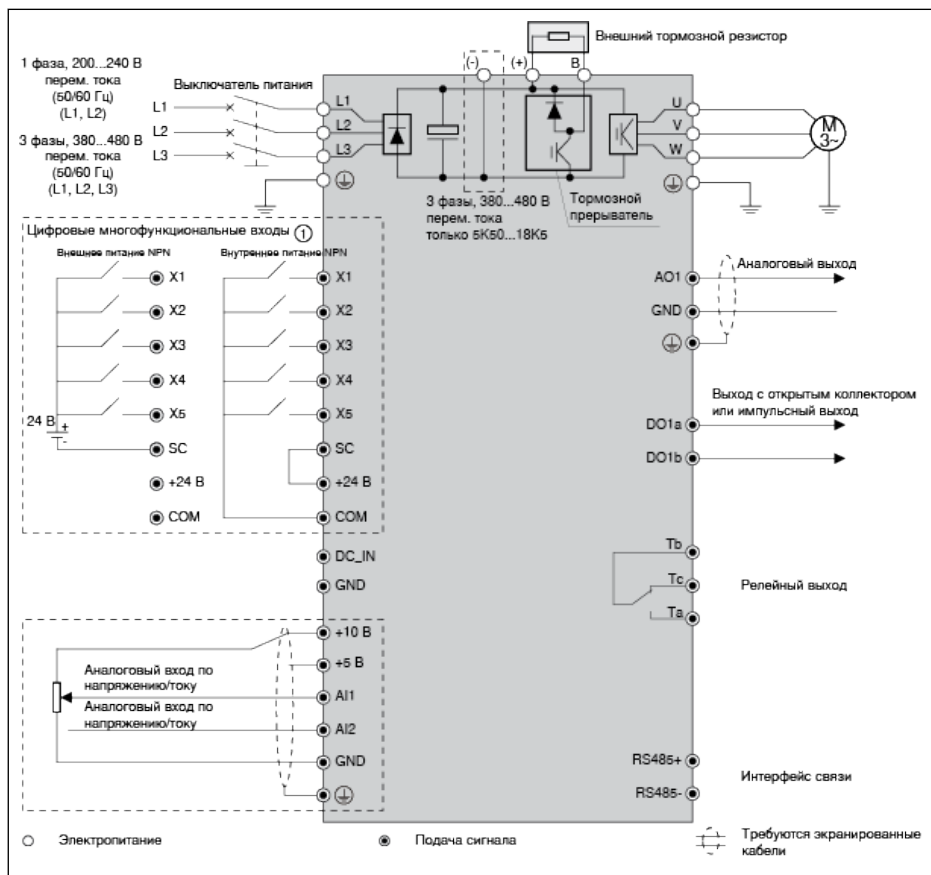 Внешний тормозной резистор
(-)
(+)
B
1 фаза, 200...240 В
перем. тока
(50/60 Гц)
(L1, L2)
3 фазы, 380...480 В
перем. тока
(50/60 Гц)
(L1, L2, L3)
Выключатель питания
L1
L2
L3
L1
L2
L3
U
V
W
M
3~
3 фазы, 380...480 В
перем. тока
только 5K50...18K5
Тормозной
прерыватель
Цифровые многофункциональные входы 1
Внешнее питание NPN
Внутреннее питание NPN
X1
X2
X3
X4
X5
SC
+24 В
COM
24 В
+
-
X1
X2
X3
X4
X5
SC
+24 В
COM
DC_IN
GND
+10 В
+5 В
AI1
AI2
GND
Аналоговый вход по
напряжению/току
Аналоговый вход по
напряжению/току
AO1
GND
Аналоговый выход
Выход с открытым коллектором
или импульсный выход
DO1a
DO1b
Tb
Tc
Ta
Релейный выход
RS485+
RS485-
Интерфейс связи
Электропитание
Подача сигнала
Требуются экранированные
кабели